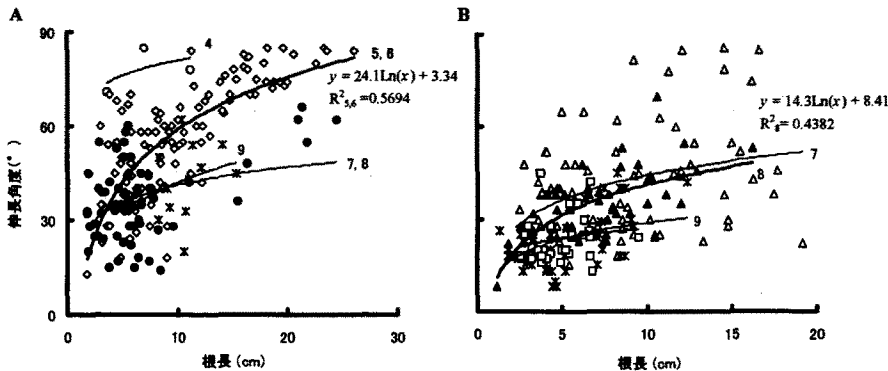 A
90
60
30
0
伸長角度(°)
0
10
20
30
根長(cm)
4
5, 6
y = 24.1Ln(x) + 3.34
R²5,6=0.5694
9
7, 8
B
0
5
10
15
20
根長(cm)
y = 14.3Ln(x) + 8.41
R²8=0.4382
7
8
9